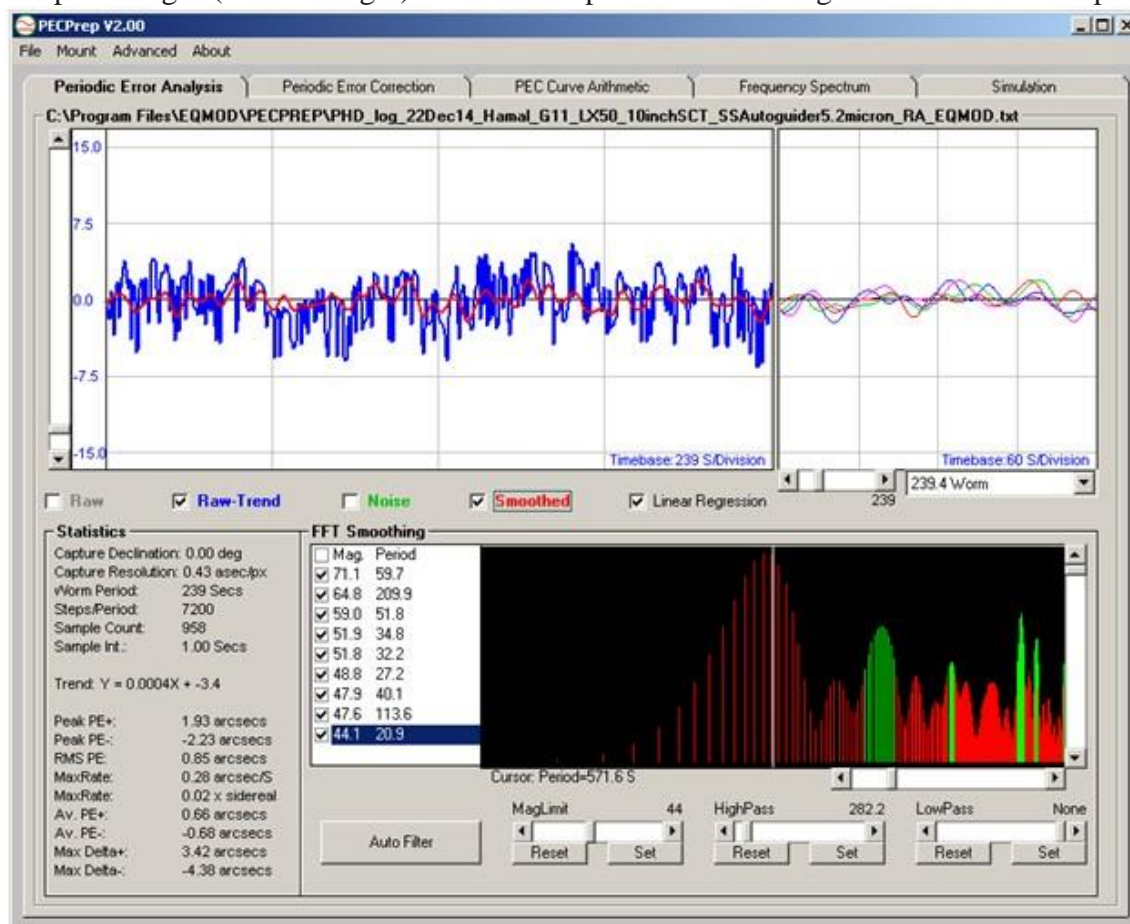 PECPrep V2.00
File Mount Advanced About
Periodic Error Analysis Periodic Error Correction PEC Curve Arithmetic Frequency Spectrum Simulation
C:\Program Files\EQMOD\PECPREP\PHD_log_22Dec14_Hamal_G11_LX50_10inchSCT_SSAutoguider5.2micron_RA_EQMOD.txt
15.0
7.5
0.0
-7.5
-15.0
Timebase:239 S/Division
Timebase:60 S/Division
239
239.4 Worm
Raw Raw-Trend Noise Smoothed Linear Regression
Statistics
Capture Declination: 0.00 deg
Capture Resolution: 0.43 asec/px
Worm Period: 239 Secs
Steps/Period: 7200
Sample Count: 958
Sample Int.: 1.00 Secs
Trend: Y = 0.0004X + -3.4
Peak PE+: 1.93 arcsecs
Peak PE-: -2.23 arcsecs
RMS PE: 0.85 arcsecs
MaxRate: 0.28 arcsec/S
MaxRate: 0.02 x sidereal
Av. PE+: 0.66 arcsecs
Av. PE-: -0.68 arcsecs
Max Delta+: 3.42 arcsecs
Max Delta-: -4.38 arcsecs
FFT Smoothing
Mag. Period
71.1 59.7
64.8 209.9
59.0 51.8
51.9 34.8
51.8 32.2
48.8 27.2
47.9 40.1
47.6 113.6
44.1 20.9
Cursor: Period=571.6 S
Auto Filter
MagLimit 44 HighPass 282.2 LowPass None
Reset Set Reset Set Reset Set